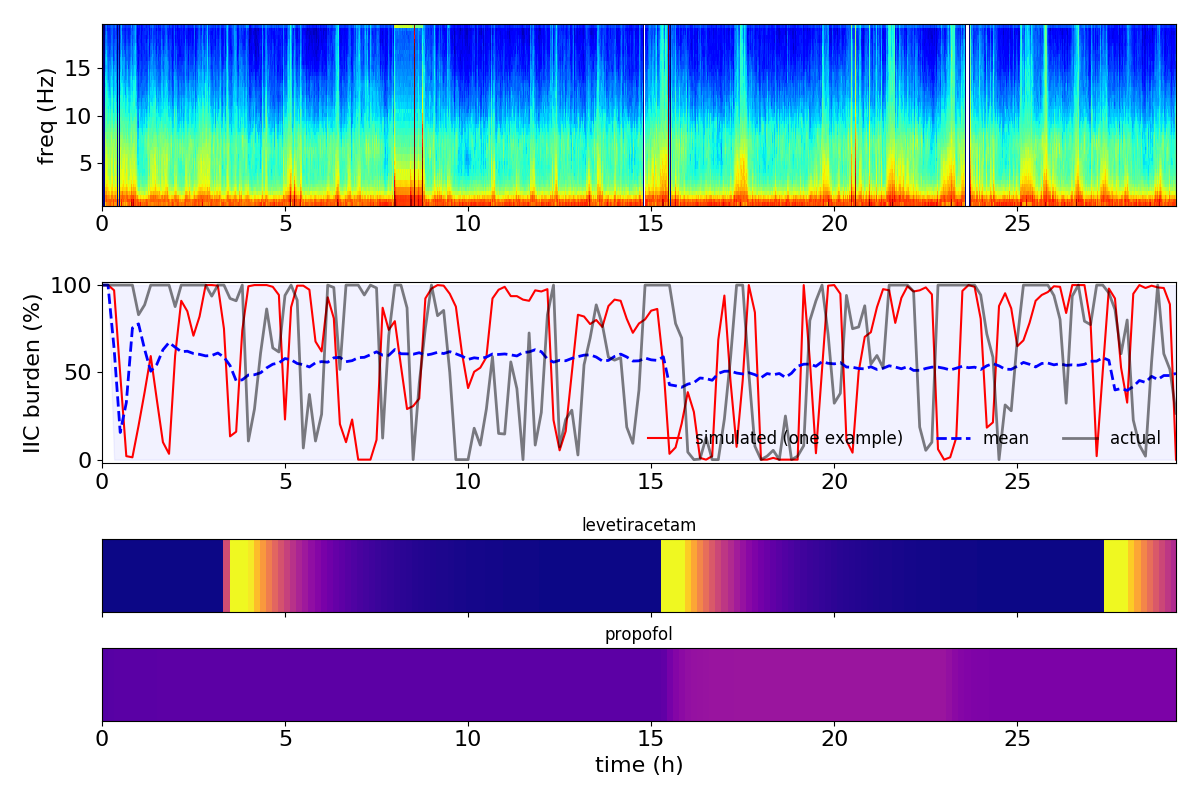 freq (Hz)
15
10
5
0 5 10 15 20 25
IIC burden (%)
100
50
0
simulated (one example) mean actual
0 5 10 15 20 25
levetiracetam
propofol
0 5 10 15 20 25
time (h)